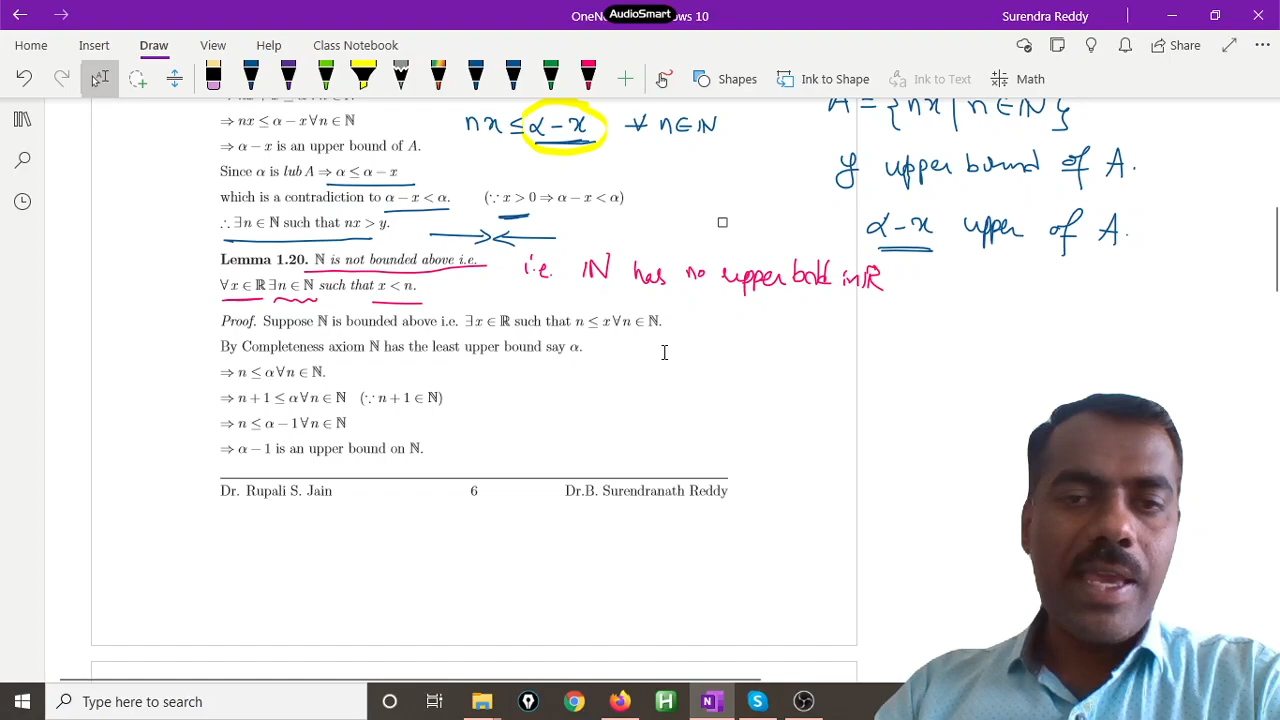 OneNote for Windows 10
AudioSmart
Surendra Reddy
Home Insert Draw View Help Class Notebook
Share
Shapes Ink to Shape Ink to Text Math
⇒ nx ≤ α − x ∀ n ∈ ℕ
⇒ α − x is an upper bound of A.
Since α is lub A ⇒ α ≤ α − x
which is a contradiction to α − x < α. (∵ x > 0 ⇒ α − x < α)
∴ ∃ n ∈ ℕ such that nx > y.
nx ≤ α − x ∀ n ∈ ℕ
A = {nx | n ∈ ℕ}
y upper bound of A.
α − x upper of A.
Lemma 1.20. ℕ is not bounded above i.e.
∀ x ∈ ℝ ∃ n ∈ ℕ such that x < n.
i.e. ℕ has no upper bdd in ℝ
Proof. Suppose ℕ is bounded above i.e. ∃ x ∈ ℝ such that n ≤ x ∀ n ∈ ℕ.
By Completeness axiom ℕ has the least upper bound say α.
⇒ n ≤ α ∀ n ∈ ℕ.
⇒ n + 1 ≤ α ∀ n ∈ ℕ (∵ n + 1 ∈ ℕ)
⇒ n ≤ α − 1 ∀ n ∈ ℕ
⇒ α − 1 is an upper bound on ℕ.
Dr. Rupali S. Jain 6 Dr.B. Surendranath Reddy
Type here to search